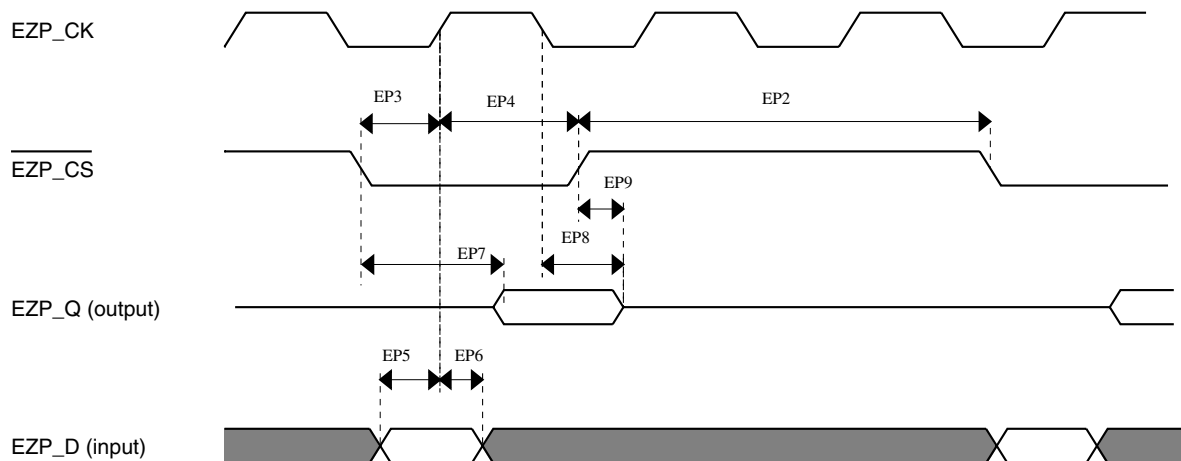 EZP_CK
EP3
EP4
EP2
EZP_CS
EP9
EP8
EP7
EZP_Q (output)
EP5
EP6
EZP_D (input)